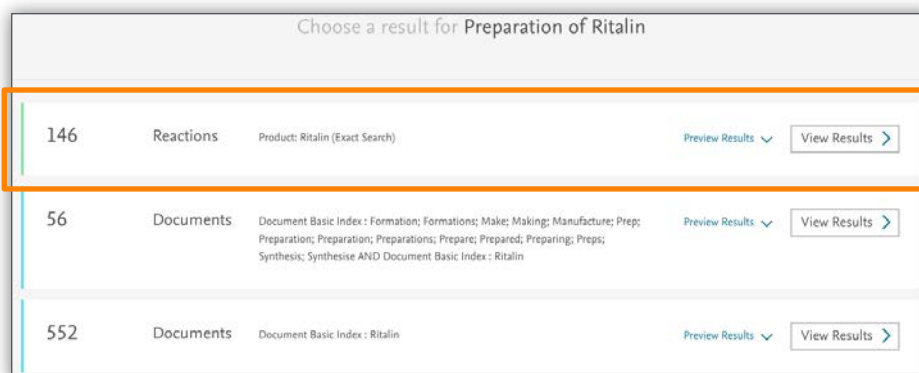 Choose a result for Preparation of Ritalin
146 Reactions Product: Ritalin (Exact Search) Preview Results View Results
56 Documents Document Basic Index : Formation; Formations; Make; Making; Manufacture; Prep; Preview Results View Results
Preparation; Preparation; Preparations; Prepare; Prepared; Preparing; Preps;
Synthesis; Synthesise AND Document Basic Index : Ritalin
552 Documents Document Basic Index : Ritalin Preview Results View Results